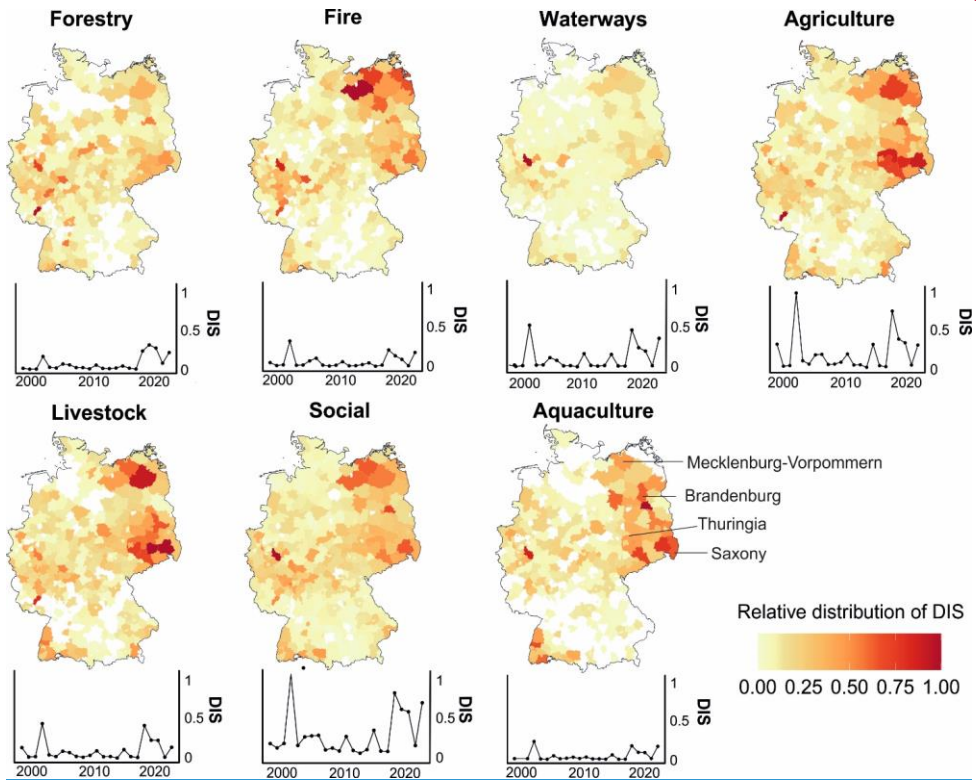 Forestry
Fire
Waterways
Agriculture
1
0.5
0
DIS
2000 2010 2020
1
0.5
0
DIS
2000 2010 2020
1
0.5
0
DIS
2000 2010 2020
1
0.5
0
DIS
2000 2010 2020
Livestock
Social
Aquaculture
Mecklenburg-Vorpommern
Brandenburg
Thuringia
Saxony
Relative distribution of DIS
0.00 0.25 0.50 0.75 1.00
1
0.5
0
DIS
2000 2010 2020
1
0.5
0
DIS
2000 2010 2020
1
0.5
0
DIS
2000 2010 2020